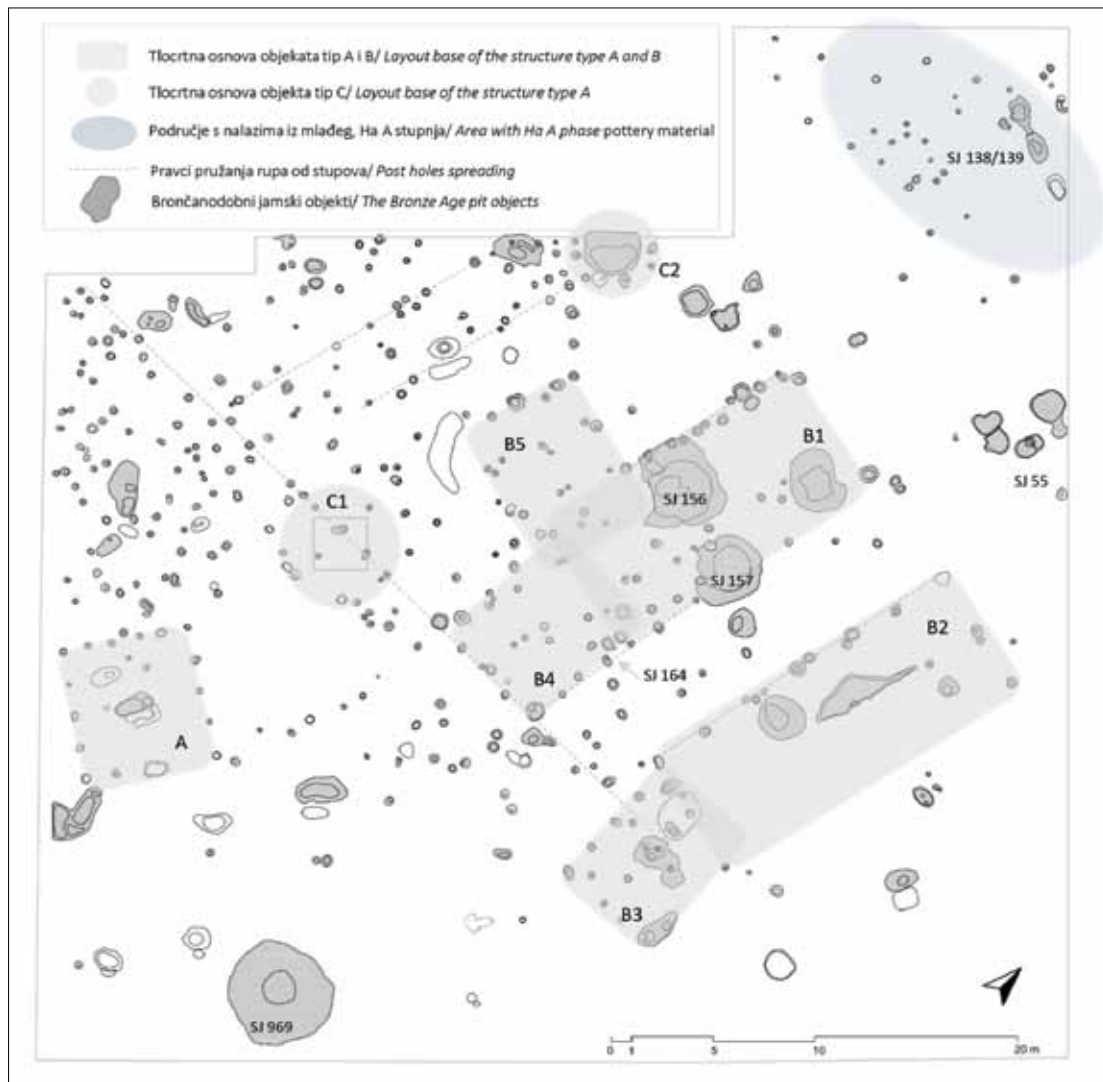 Tlocrtna osnova objekata tip A i B/ Layout base of the structure type A and B
Tlocrtna osnova objekta tip C/ Layout base of the structure type A
Područje s nalazima iz mlađeg, Ha A stupnja/ Area with Ha A phase pottery material
Pravci pružanja rupa od stupova/ Post holes spreading
Brončanodobni jamski objekti/ The Bronze Age pit objects
SJ 138/139
C2
B1
B5
SJ 156
SJ 55
C1
SJ 157
B2
SJ 164
B4
A
B3
SJ 969
0 1 5 10 20 m